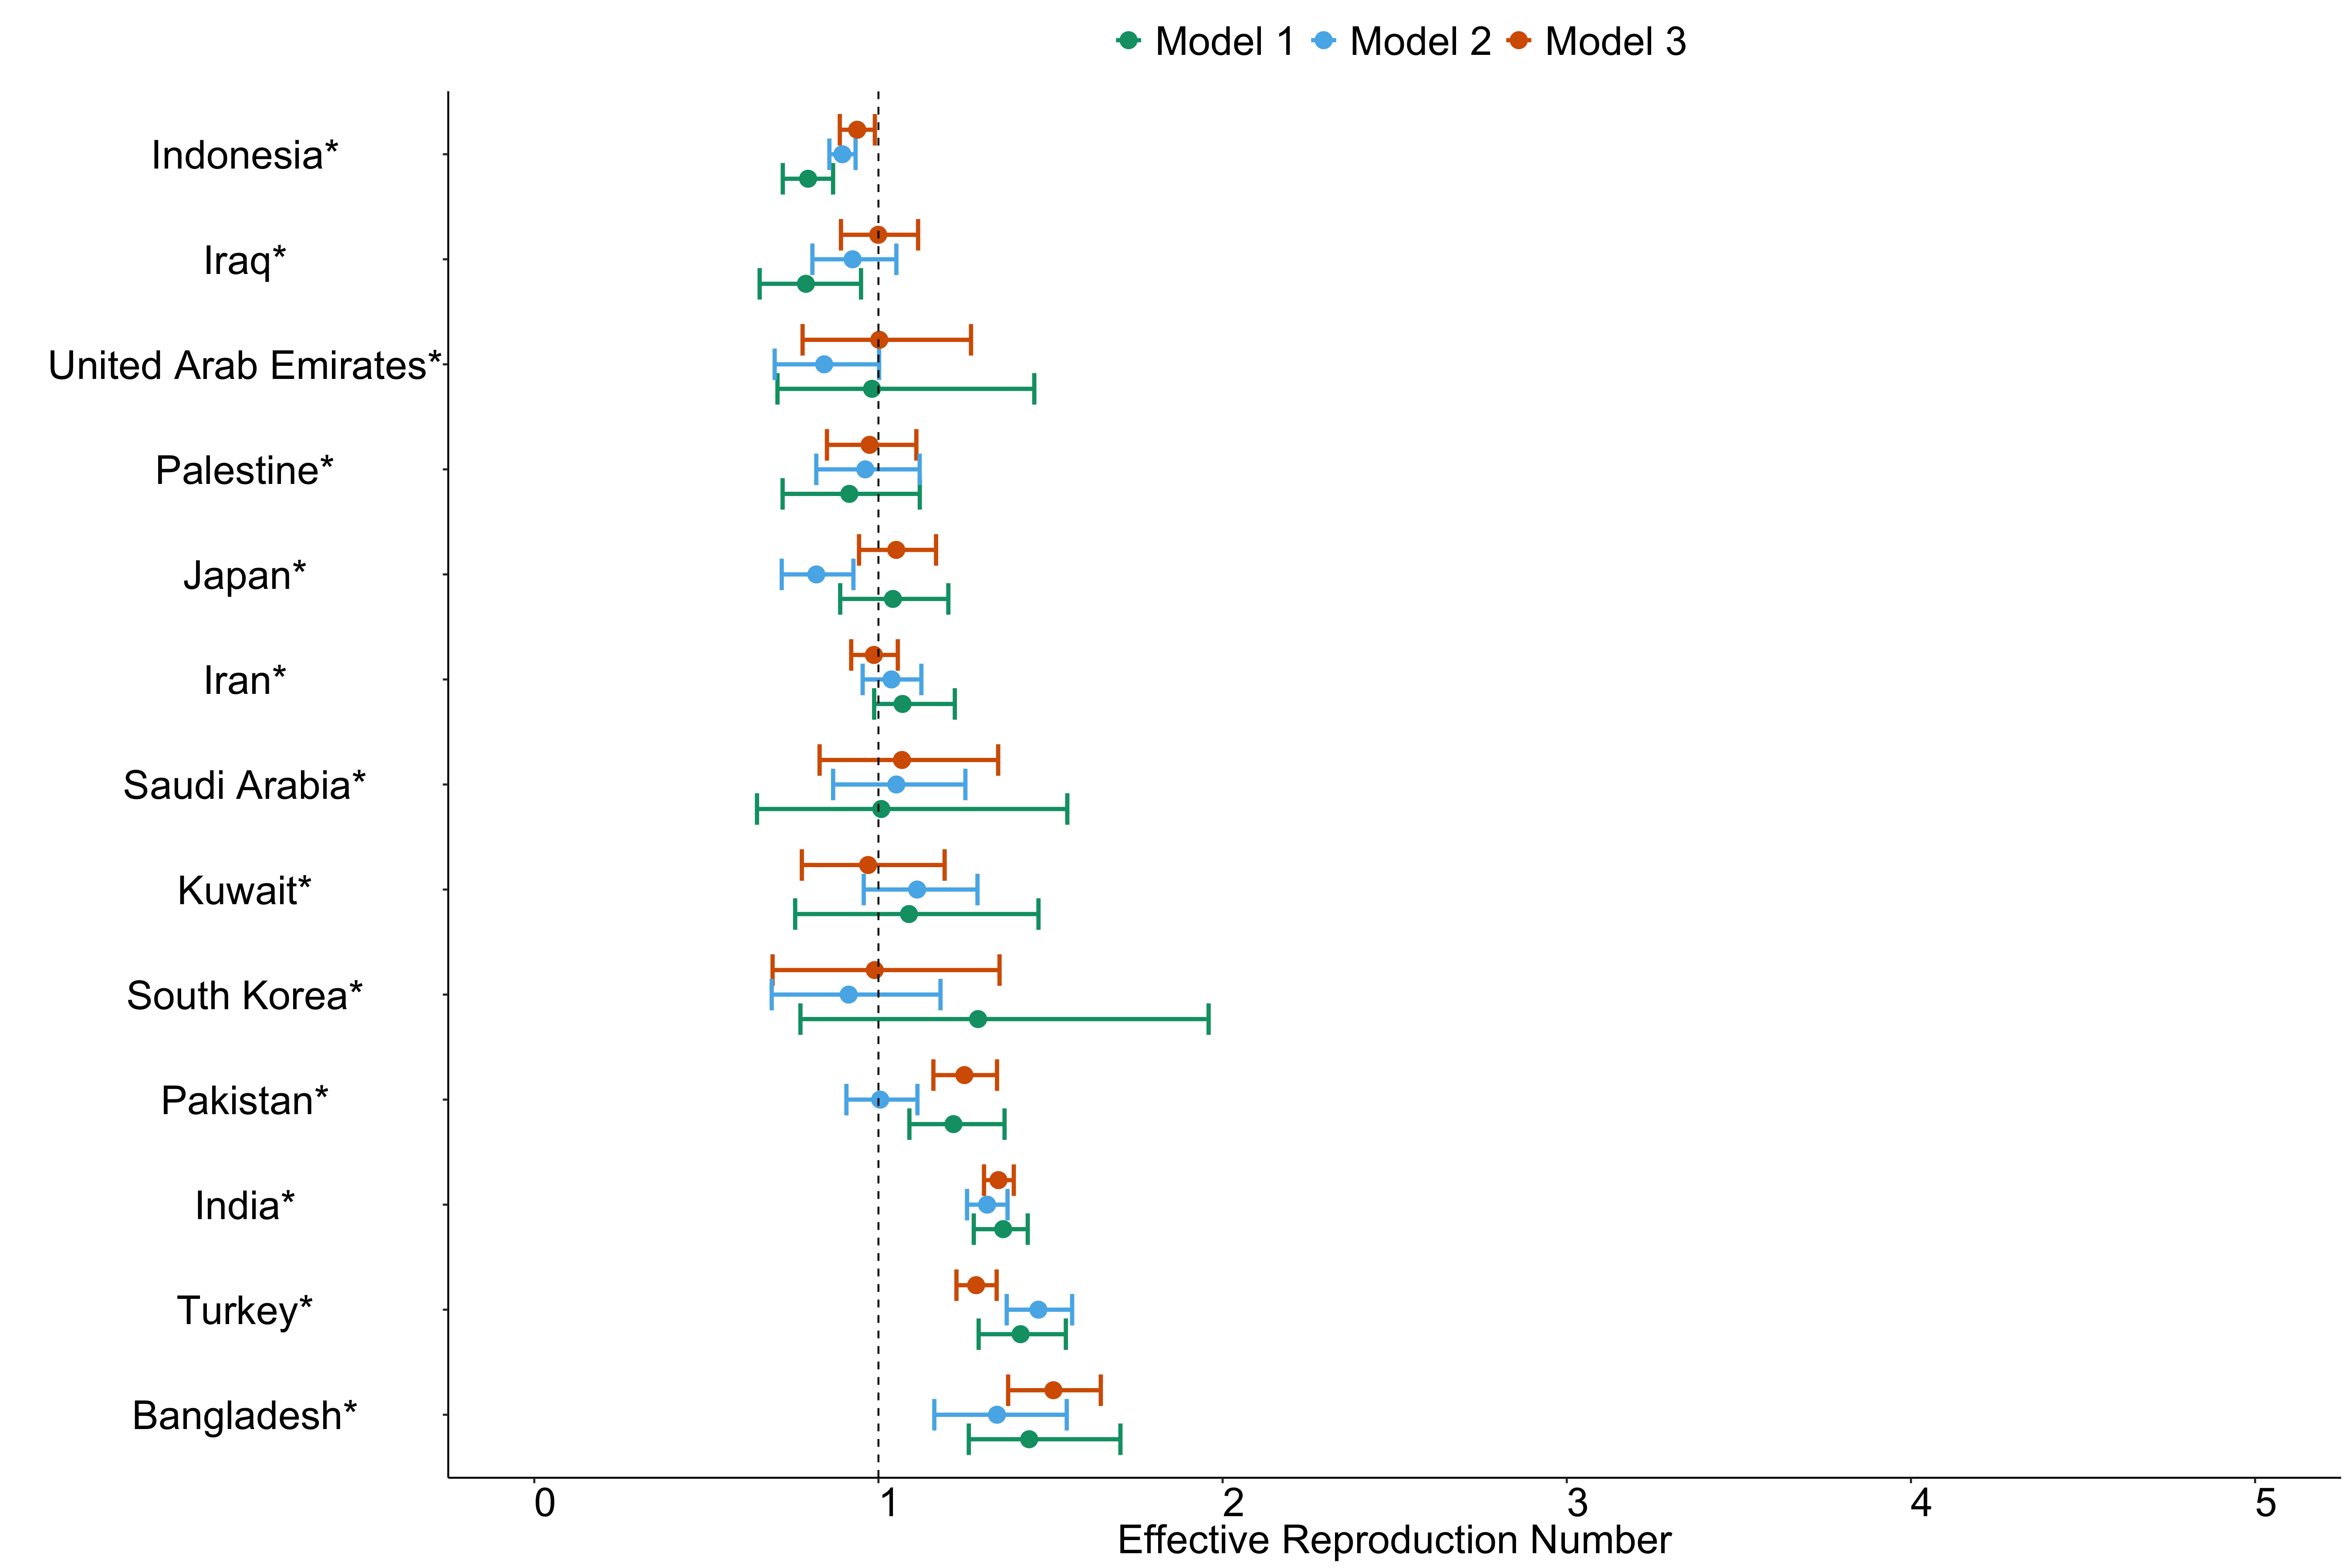 Model 1 Model 2 Model 3
Indonesia*
Iraq*
United Arab Emirates*
Palestine*
Japan*
Iran*
Saudi Arabia*
Kuwait*
South Korea*
Pakistan*
India*
Turkey*
Bangladesh*
0 1 2 3 4 5
Effective Reproduction Number